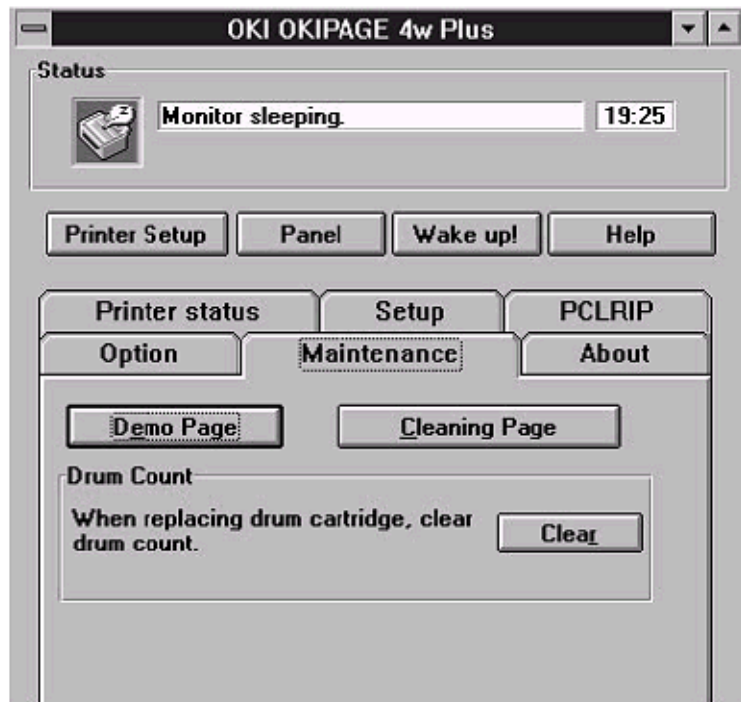 OKI OKIPAGE 4w Plus
Status
Monitor sleeping. 19:25
Printer Setup Panel Wake up! Help
Printer status Setup PCLRIP
Option Maintenance About
Demo Page Cleaning Page
Drum Count
When replacing drum cartridge, clear
drum count.
Clear